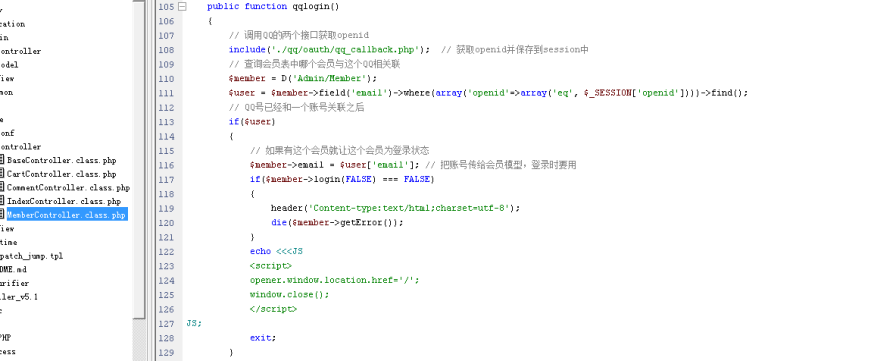 ication
in
ontroller
odel
iew
mon
e
onf
ontroller
BaseController.class.php
CartController.class.php
CommentController.class.php
IndexController.class.php
MemberController.class.php
iew
time
patch_jump.tpl
DME.md
urifier
ller_v5.1
c
PHP
cess
105 public function qqlogin()
106 {
107 // 调用QQ的两个接口获取openid
108 include('./qq/oauth/qq_callback.php');  // 获取openid并保存到session中
109 // 查询会员表中哪个会员与这个QQ相关联
110 $member = D('Admin/Member');
111 $user = $member->field('email')->where(array('openid'=>array('eq', $_SESSION['openid'])))->find();
112 // QQ号已经和一个账号关联之后
113 if($user)
114 {
115 // 如果有这个会员就让这个会员为登录状态
116 $member->email = $user['email']; // 把账号传给会员模型，登录时要用
117 if($member->login(FALSE) === FALSE)
118 {
119 header('Content-type:text/html;charset=utf-8');
120 die($member->getError());
121 }
122 echo <<<JS
123 <script>
124 opener.window.location.href='/';
125 window.close();
126 </script>
127 JS;
128 exit;
129 }